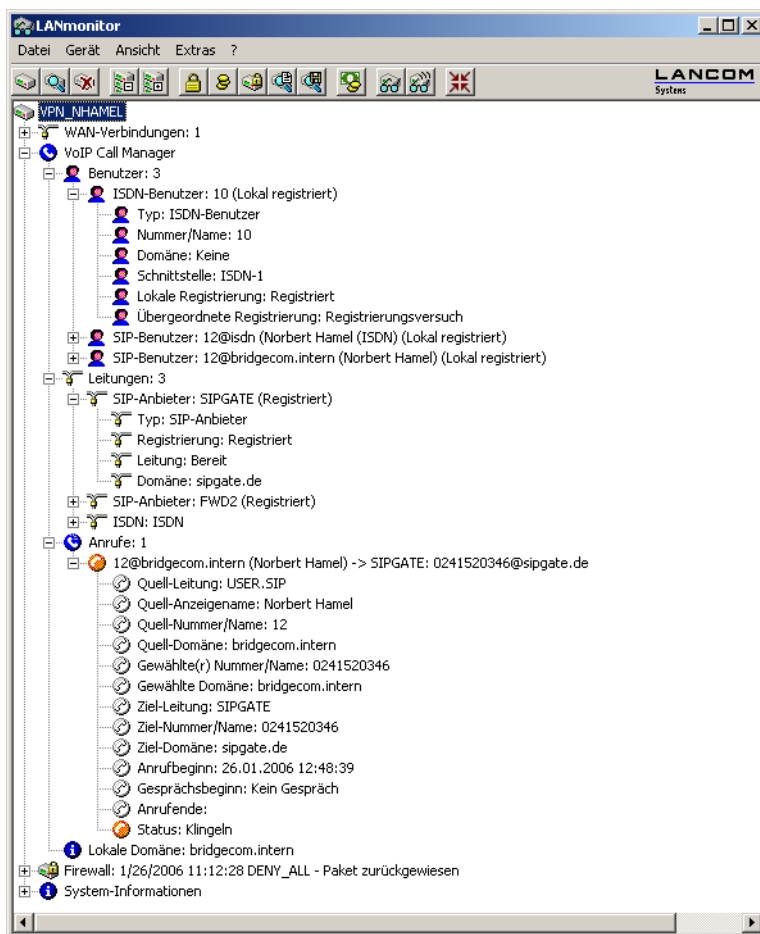 LANmonitor
Datei Gerät Ansicht Extras ?
LANCOM
Systems
VPN_NHAMEL
WAN-Verbindungen: 1
VoIP Call Manager
Benutzer: 3
ISDN-Benutzer: 10 (Lokal registriert)
Typ: ISDN-Benutzer
Nummer/Name: 10
Domäne: Keine
Schnittstelle: ISDN-1
Lokale Registrierung: Registriert
Übergeordnete Registrierung: Registrierungsversuch
SIP-Benutzer: 12@isdn (Norbert Hamel (ISDN) (Lokal registriert)
SIP-Benutzer: 12@bridgecom.intern (Norbert Hamel) (Lokal registriert)
Leitungen: 3
SIP-Anbieter: SIPGATE (Registriert)
Typ: SIP-Anbieter
Registrierung: Registriert
Leitung: Bereit
Domäne: sipgate.de
SIP-Anbieter: FWD2 (Registriert)
ISDN: ISDN
Anrufe: 1
12@bridgecom.intern (Norbert Hamel) -> SIPGATE: 0241520346@sipgate.de
Quell-Leitung: USER.SIP
Quell-Anzeigename: Norbert Hamel
Quell-Nummer/Name: 12
Quell-Domäne: bridgecom.intern
Gewählte(r) Nummer/Name: 0241520346
Gewählte Domäne: bridgecom.intern
Ziel-Leitung: SIPGATE
Ziel-Nummer/Name: 0241520346
Ziel-Domäne: sipgate.de
Anrufbeginn: 26.01.2006 12:48:39
Gesprächsbeginn: Kein Gespräch
Anrufende:
Status: Klingeln
Lokale Domäne: bridgecom.intern
Firewall: 1/26/2006 11:12:28 DENY_ALL - Paket zurückgewiesen
System-Informationen